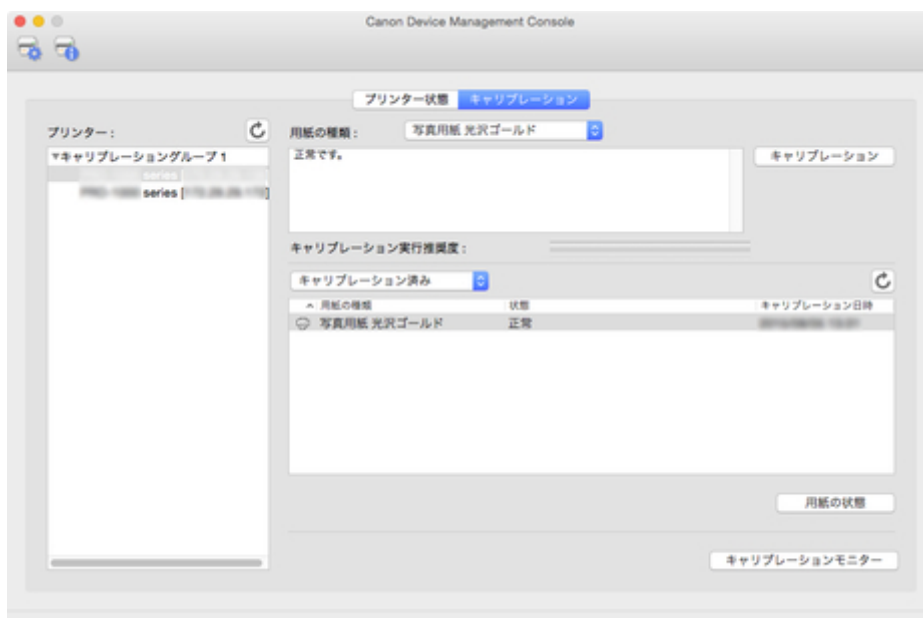 Canon Device Management Console
プリンター状態 キャリブレーション
プリンター：
用紙の種類： 写真用紙 光沢ゴールド
▼キャリブレーショングループ 1
series [
series [
正常です。
キャリブレーション
キャリブレーション実行推奨度：
キャリブレーション済み
用紙の種類 状態 キャリブレーション日時
写真用紙 光沢ゴールド 正常
用紙の状態
キャリブレーションモニター